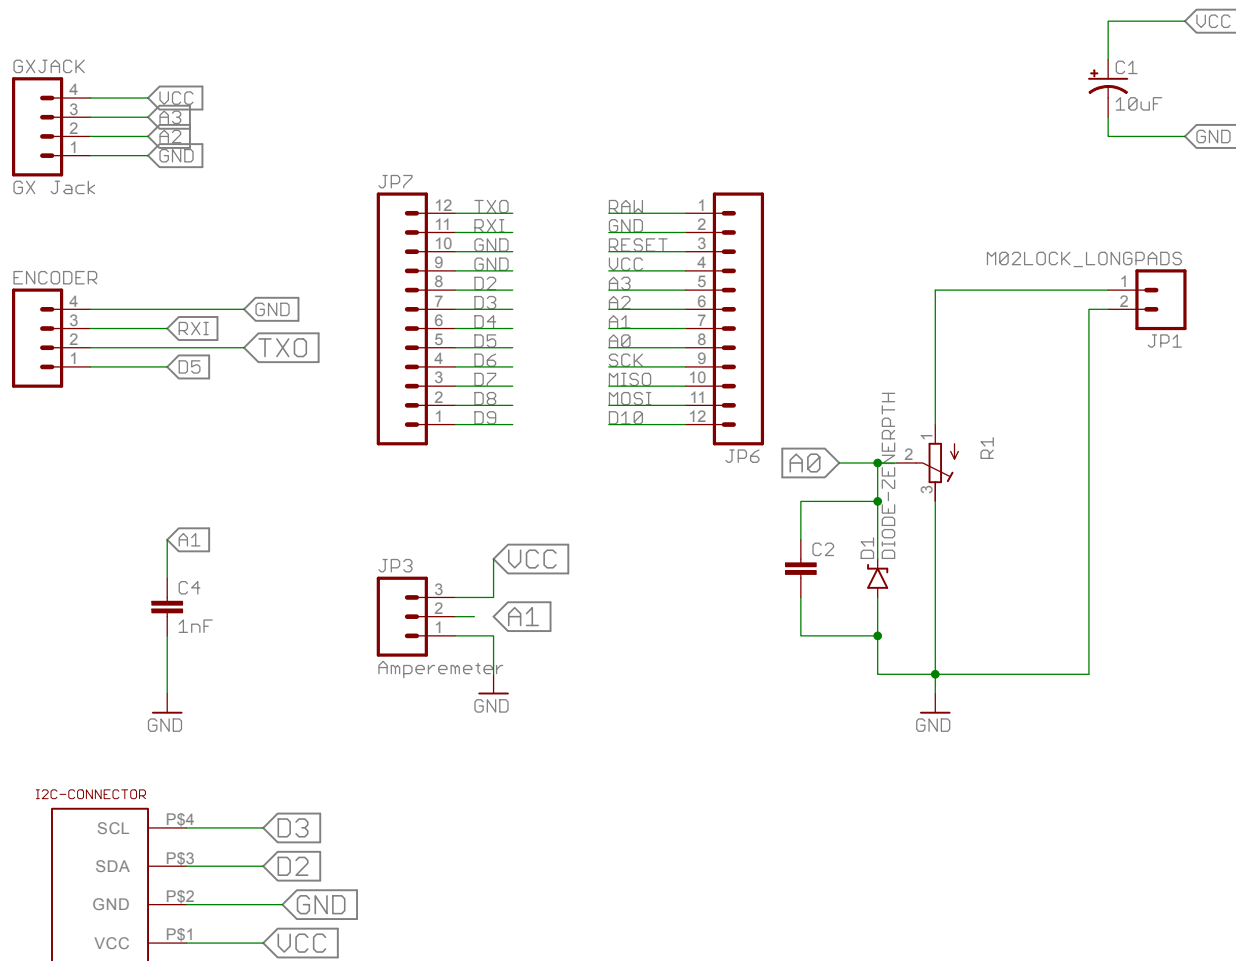 VCC
C1
10uF
GND
GXJACK
4 VCC
3 A3
2 A2
1 GND
GX Jack
JP7
12 TXO
11 RXI
10 GND
9 GND
8 D2
7 D3
6 D4
5 D5
4 D6
3 D7
2 D8
1 D9
RAW 1
GND 2
RESET 3
VCC 4
A3 5
A2 6
A1 7
A0 8
SCK 9
MISO 10
MOSI 11
D10 12
JP6
M02LOCK_LONGPADS
1
2
JP1
ENCODER
4 GND
3 RXI
2 TXO
1 D5
A0
2
1
3
R1
DIODE-ZENERPTH
D1
C2
GND
A1
C4
1nF
GND
JP3
VCC
3
2 A1
1
Amperemeter
GND
I2C-CONNECTOR
SCL P$4 D3
SDA P$3 D2
GND P$2 GND
VCC P$1 VCC